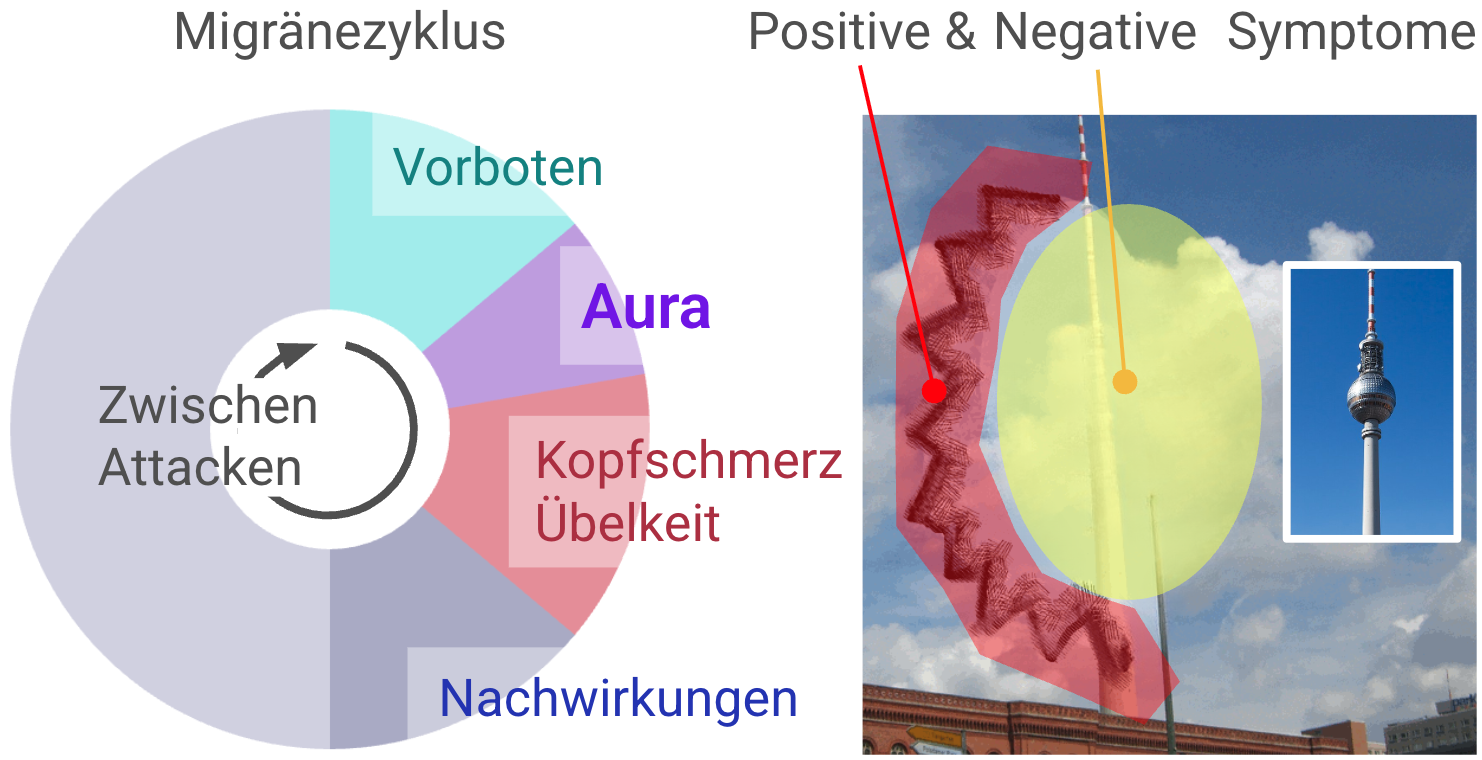 Migränezyklus
Positive & Negative Symptome
Vorboten
Aura
Zwischen
Attacken
Kopfschmerz
Übelkeit
Nachwirkungen